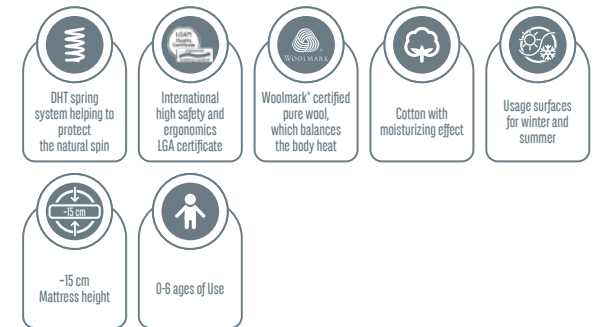 LGA
Quality
Certificate
WOOLMARK
DHT spring
system helping to
protect
the natural spin
International
high safety and
ergonomics
LGA certificate
Woolmark® certified
pure wool,
which balances
the body heat
Cotton with
moisturizing effect
Usage surfaces
for winter and
summer
~15 cm
~15 cm
Mattress height
0-6 ages of Use